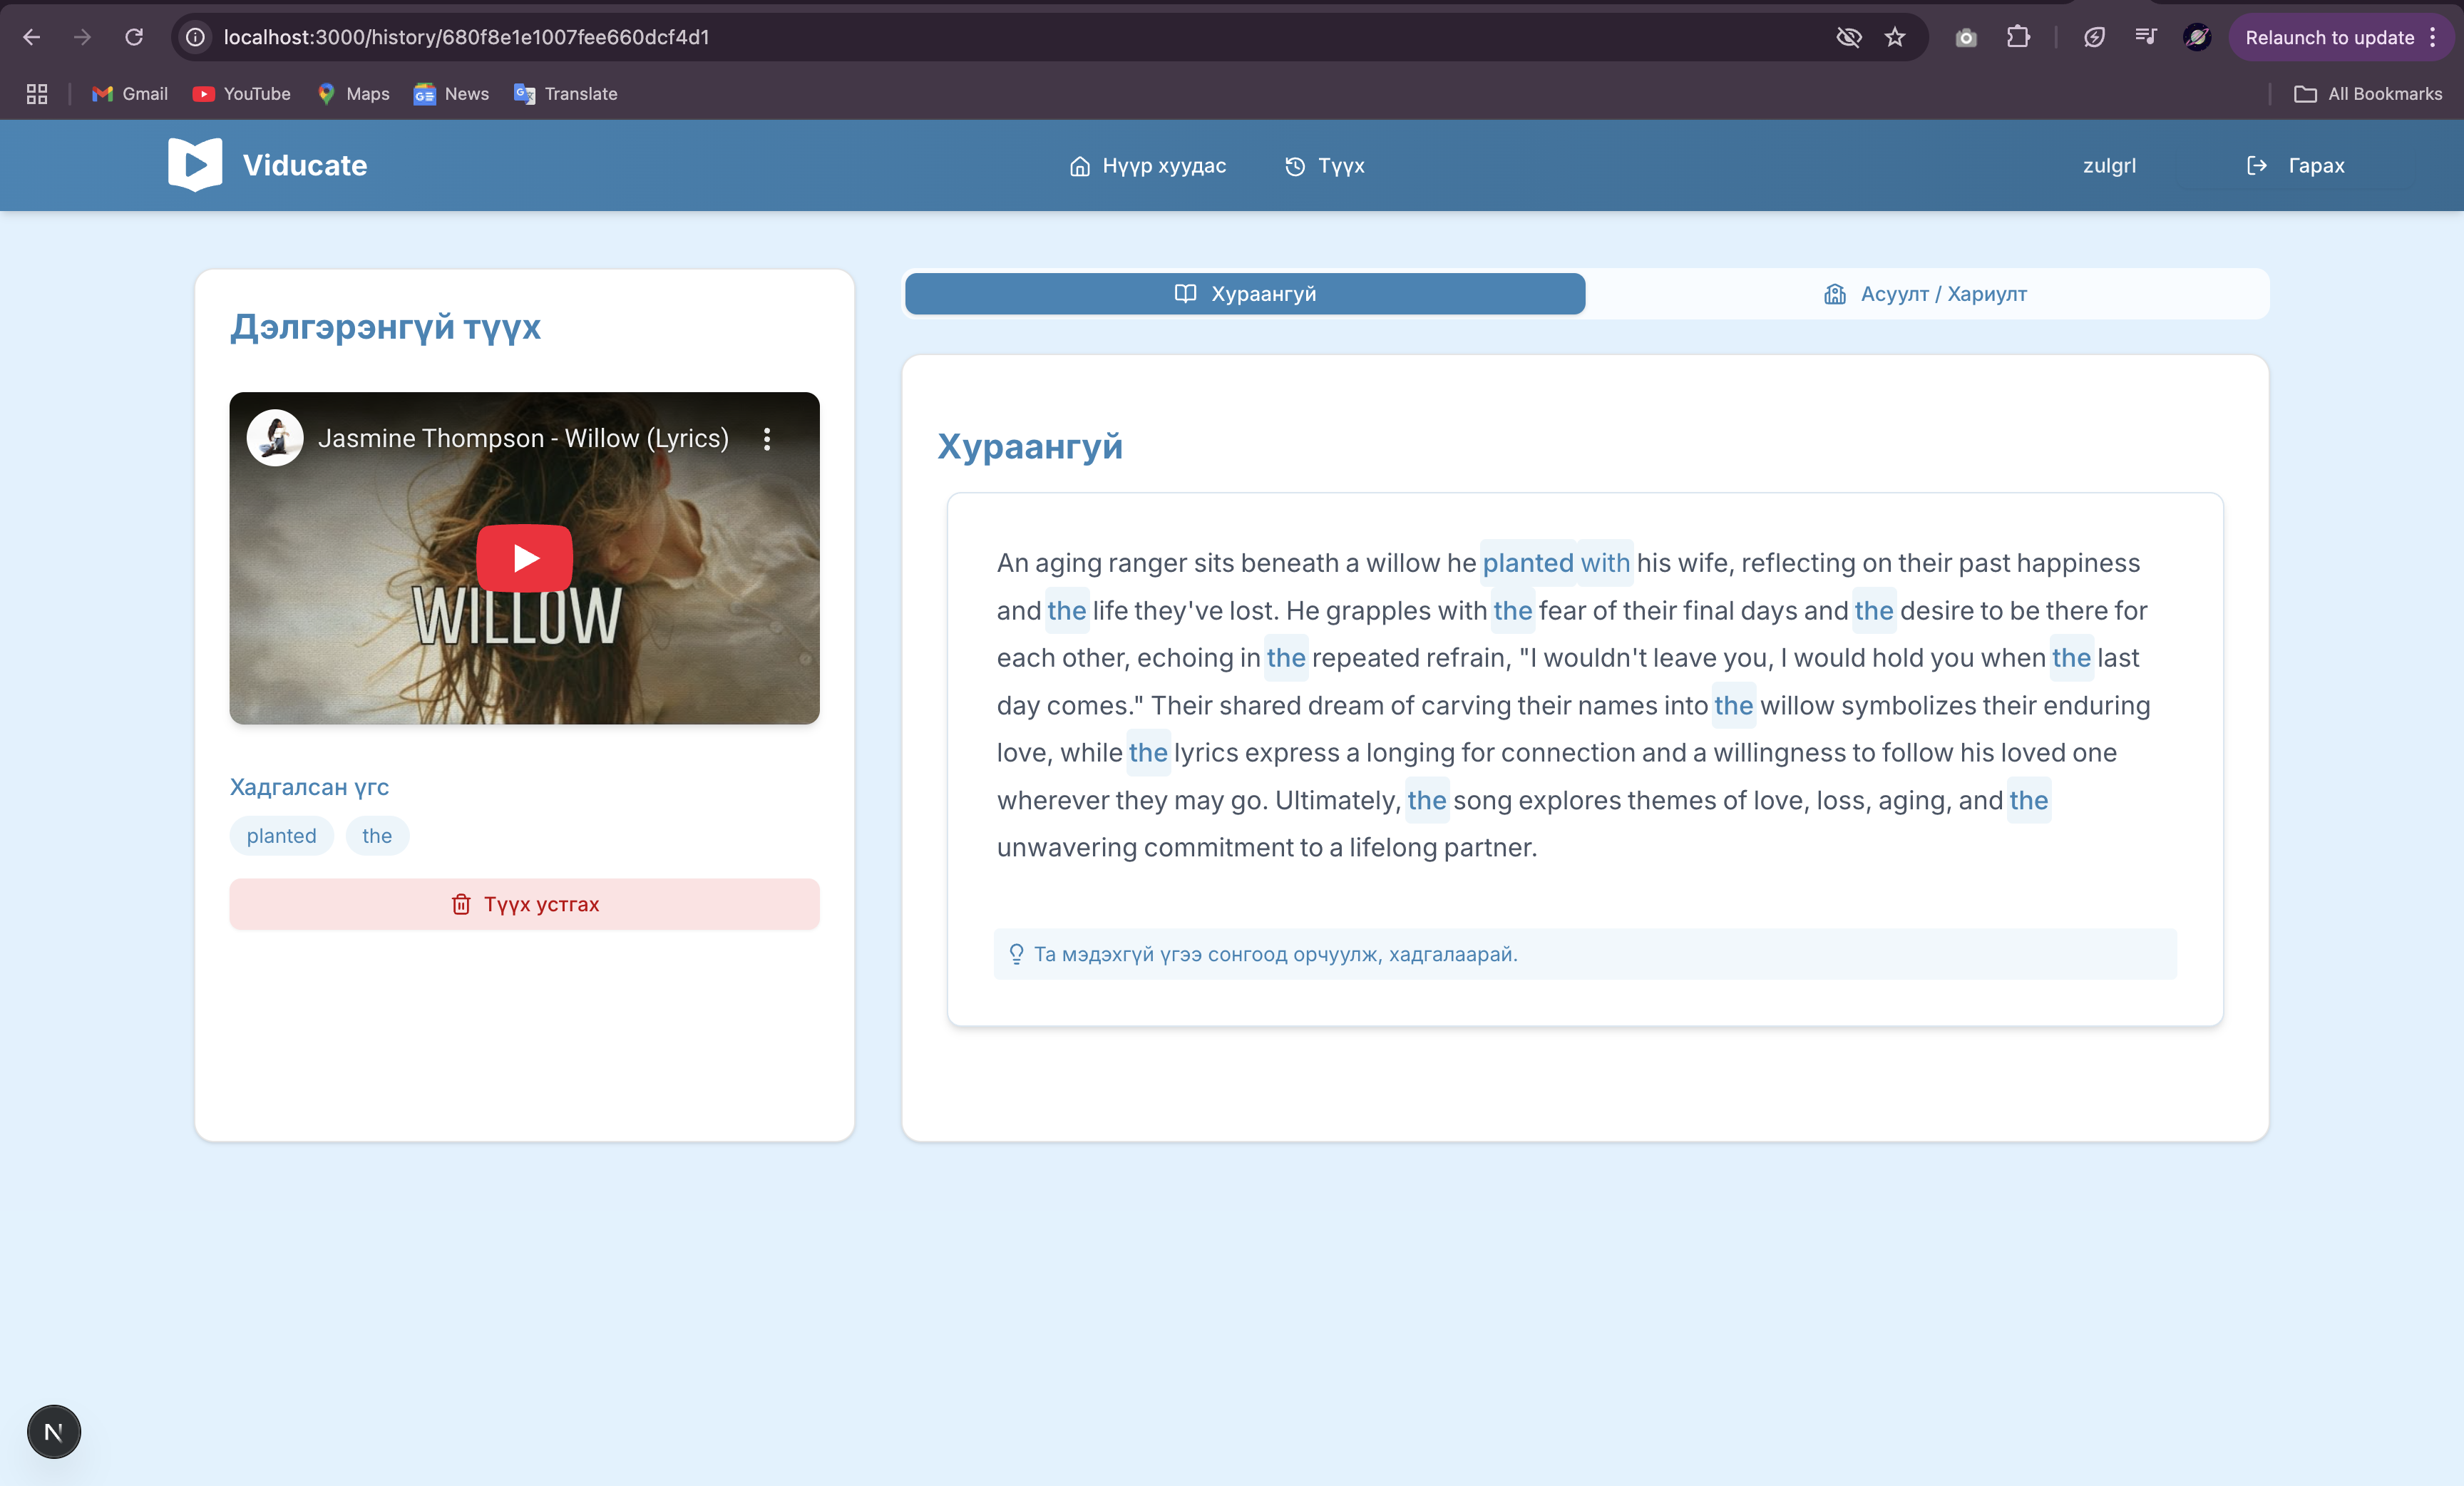 localhost:3000/history/680f8e1e1007fee660dcf4d1
Relaunch to update
Gmail
YouTube
Maps
News
Translate
All Bookmarks
Viducate
Нүүр хуудас
Түүх
zulgrl
Гарах
Дэлгэрэнгүй түүх
Jasmine Thompson - Willow (Lyrics)
WILLOW
Хадгалсан үгс
planted
the
Түүх устгах
Хураангуй
Асуулт / Хариулт
Хураангуй
An aging ranger sits beneath a willow he planted with his wife, reflecting on their past happiness
and the life they've lost. He grapples with the fear of their final days and the desire to be there for
each other, echoing in the repeated refrain, "I wouldn't leave you, I would hold you when the last
day comes." Their shared dream of carving their names into the willow symbolizes their enduring
love, while the lyrics express a longing for connection and a willingness to follow his loved one
wherever they may go. Ultimately, the song explores themes of love, loss, aging, and the
unwavering commitment to a lifelong partner.
Та мэдэхгүй үгээ сонгоод орчуулж, хадгалаарай.
N